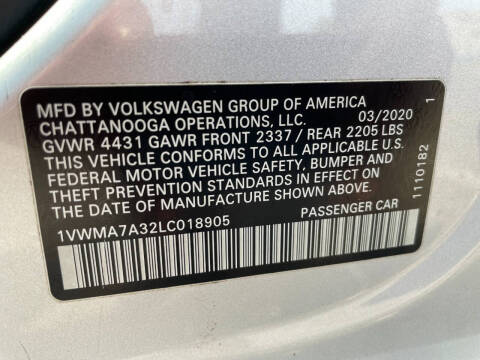 MFD BY VOLKSWAGEN GROUP OF AMERICA
CHATTANOOGA OPERATIONS, LLC. 03/2020
GVWR 4431 GAWR FRONT 2337 / REAR 2205 LBS
THIS VEHICLE CONFORMS TO ALL APPLICABLE U.S.
FEDERAL MOTOR VEHICLE SAFETY, BUMPER AND
THEFT PREVENTION STANDARDS IN EFFECT ON
THE DATE OF MANUFACTURE SHOWN ABOVE.
1VWMA7A32LC018905 PASSENGER CAR
1110182 1